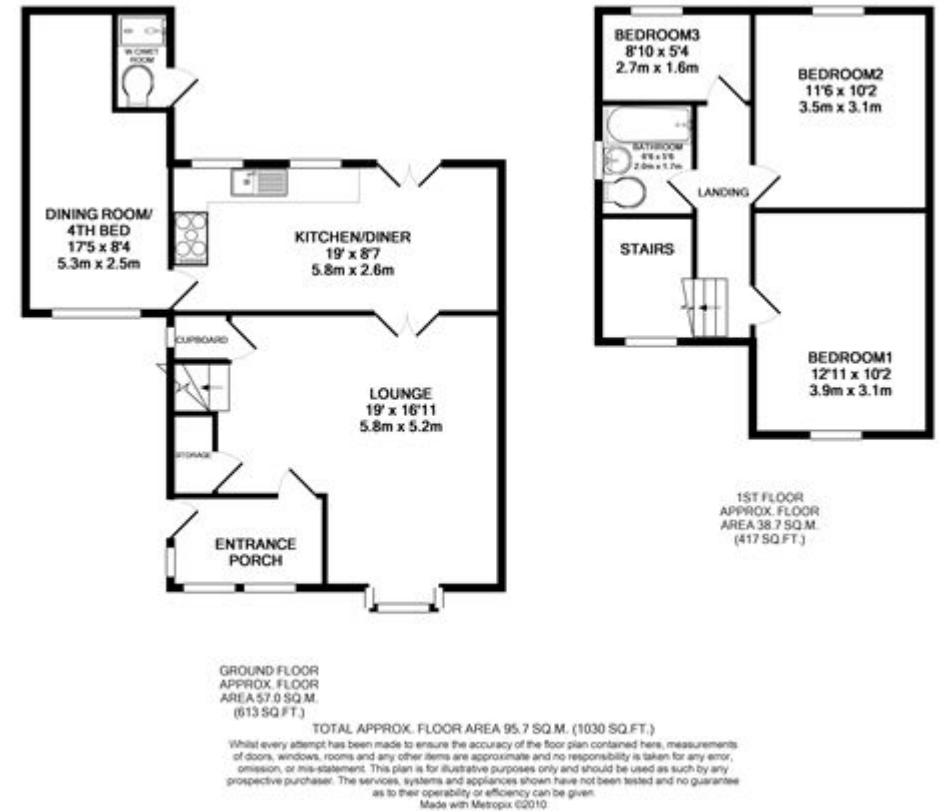 W.C/WET
ROOM
DINING ROOM/
4TH BED
17'5 x 8'4
5.3m x 2.5m
KITCHEN/DINER
19' x 8'7
5.8m x 2.6m
CUPBOARD
LOUNGE
19' x 16'11
5.8m x 5.2m
STORAGE
ENTRANCE
PORCH
GROUND FLOOR
APPROX. FLOOR
AREA 57.0 SQ.M.
(613 SQ.FT.)
BEDROOM3
8'10 x 5'4
2.7m x 1.6m
BEDROOM2
11'6 x 10'2
3.5m x 3.1m
BATHROOM
6'6 x 5'6
2.0m x 1.7m
LANDING
STAIRS
BEDROOM1
12'11 x 10'2
3.9m x 3.1m
1ST FLOOR
APPROX. FLOOR
AREA 38.7 SQ.M.
(417 SQ.FT.)
TOTAL APPROX. FLOOR AREA 95.7 SQ.M. (1030 SQ.FT.)
Whilst every attempt has been made to ensure the accuracy of the floor plan contained here, measurements
of doors, windows, rooms and any other items are approximate and no responsibility is taken for any error,
omission, or mis-statement. This plan is for illustrative purposes only and should be used as such by any
prospective purchaser. The services, systems and appliances shown have not been tested and no guarantee
as to their operability or efficiency can be given
Made with Metropix ©2010